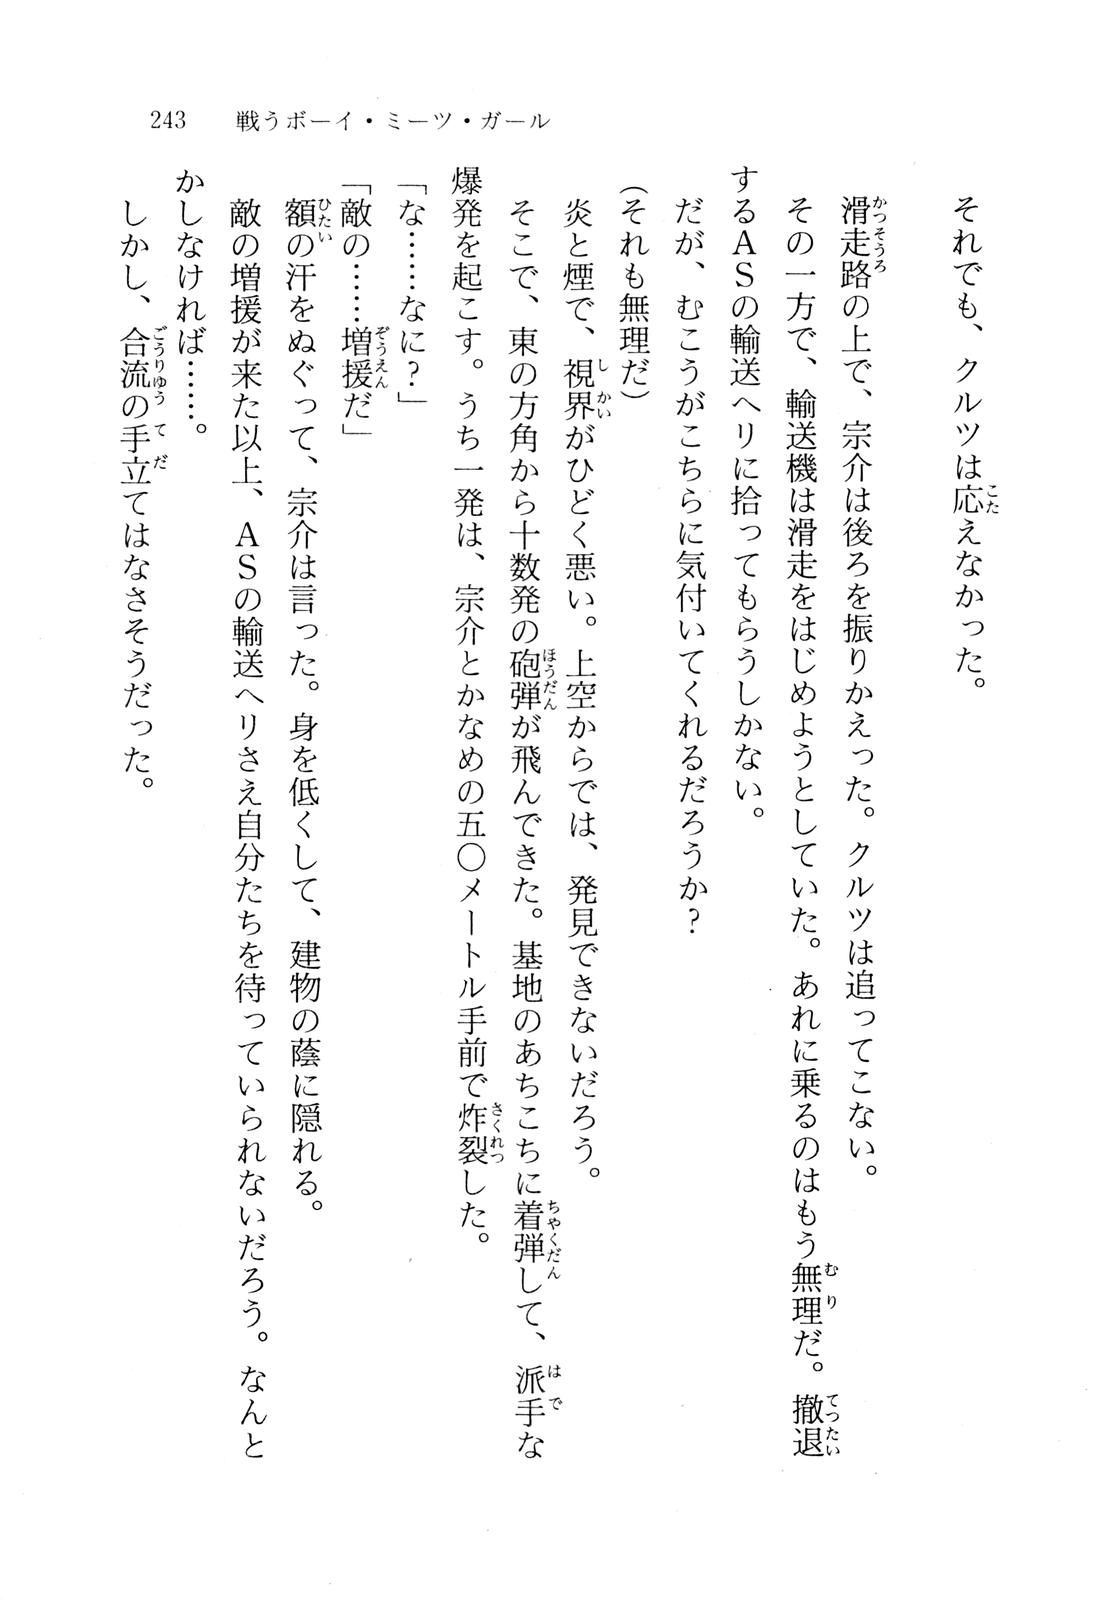 243　戦うボーイ・ミーツ・ガール
それでも、クルツは応えなかった。
滑走路の上で、宗介は後ろを振りかえった。クルツは追ってこない。
その一方で、輸送機は滑走をはじめようとしていた。あれに乗るのはもう無理だ。撤退
するASの輸送ヘリに拾ってもらうしかない。
だが、むこうがこちらに気付いてくれるだろうか？
（それも無理だ）
炎と煙で、視界がひどく悪い。上空からでは、発見できないだろう。
そこで、東の方角から十数発の砲弾が飛んできた。基地のあちこちに着弾して、派手な
爆発を起こす。うち一発は、宗介とかなめの五〇メートル手前で炸裂した。
「な……なに？」
「敵の……増援だ」
額の汗をぬぐって、宗介は言った。身を低くして、建物の蔭に隠れる。
敵の増援が来た以上、ASの輸送ヘリさえ自分たちを待っていられないだろう。なんと
かしなければ……。
しかし、合流の手立てはなさそうだった。